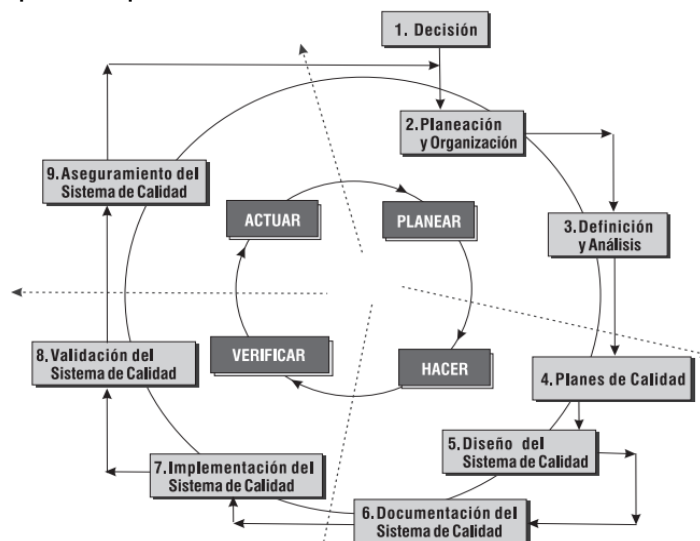 1. Decisión
2. Planeación
y Organización
9. Aseguramiento del
Sistema de Calidad
ACTUAR
PLANEAR
3. Definición
y Análisis
8. Validación del
Sistema de Calidad
VERIFICAR
HACER
4. Planes de Calidad
5. Diseño del
Sistema de Calidad
7. Implementación del
Sistema de Calidad
6. Documentación del
Sistema de Calidad